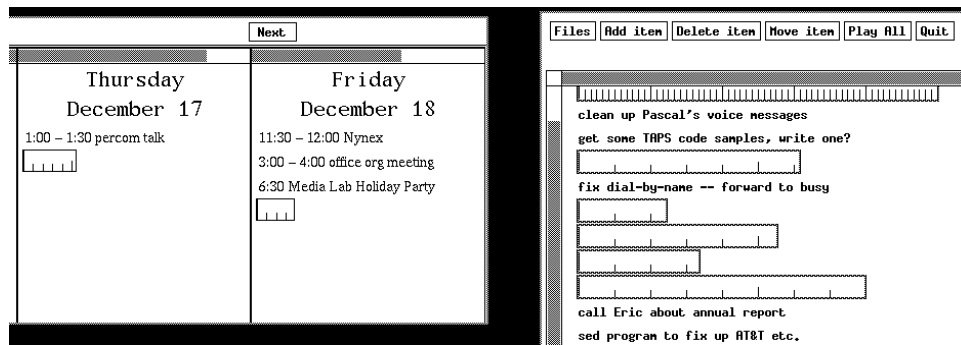 Next
Thursday
December 17
1:00 – 1:30 percom talk
Friday
December 18
11:30 – 12:00 Nynex
3:00 – 4:00 office org meeting
6:30 Media Lab Holiday Party
Files Add item Delete item Move item Play All Quit
clean up Pascal's voice messages
get some TAPS code samples, write one?
fix dial-by-name -- forward to busy
call Eric about annual report
sed program to fix up AT&T etc.